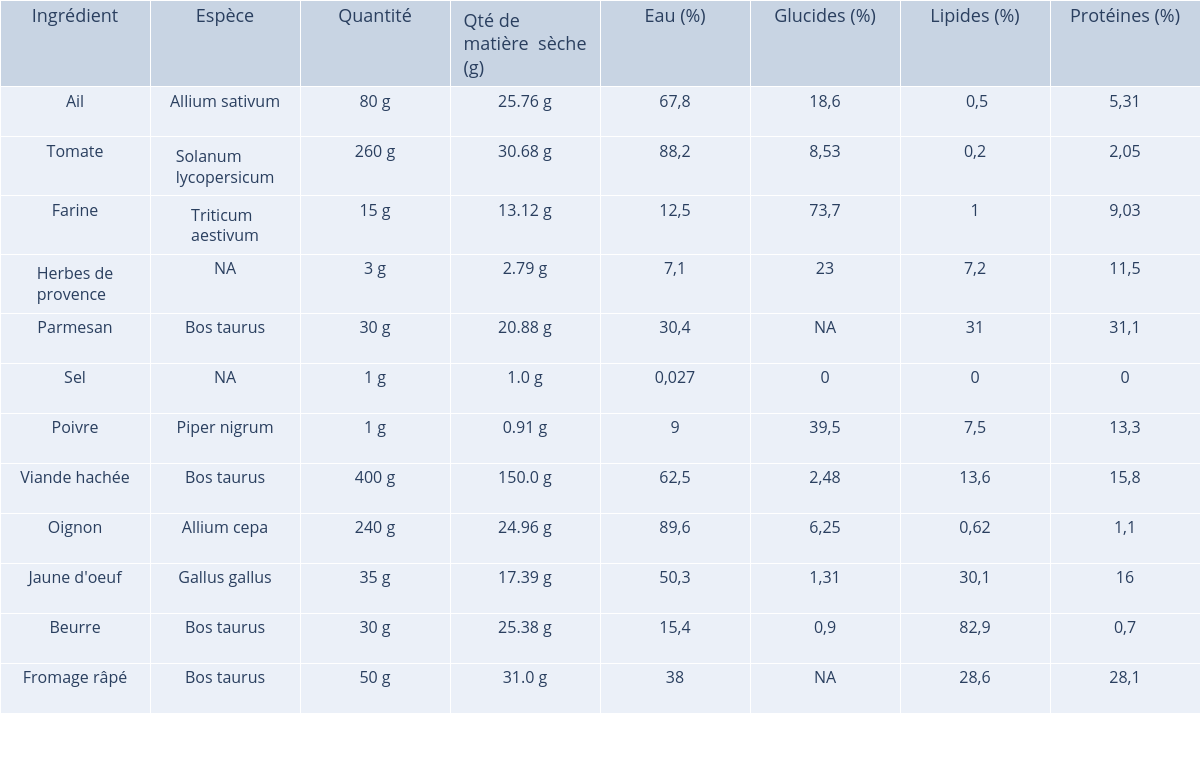 Ingrédient Espèce Quantité Qté de matière sèche (g) Eau (%) Glucides (%) Lipides (%) Protéines (%)
Ail Allium sativum 80 g 25.76 g 67,8 18,6 0,5 5,31
Tomate Solanum lycopersicum 260 g 30.68 g 88,2 8,53 0,2 2,05
Farine Triticum aestivum 15 g 13.12 g 12,5 73,7 1 9,03
Herbes de provence NA 3 g 2.79 g 7,1 23 7,2 11,5
Parmesan Bos taurus 30 g 20.88 g 30,4 NA 31 31,1
Sel NA 1 g 1.0 g 0,027 0 0 0
Poivre Piper nigrum 1 g 0.91 g 9 39,5 7,5 13,3
Viande hachée Bos taurus 400 g 150.0 g 62,5 2,48 13,6 15,8
Oignon Allium cepa 240 g 24.96 g 89,6 6,25 0,62 1,1
Jaune d'oeuf Gallus gallus 35 g 17.39 g 50,3 1,31 30,1 16
Beurre Bos taurus 30 g 25.38 g 15,4 0,9 82,9 0,7
Fromage râpé Bos taurus 50 g 31.0 g 38 NA 28,6 28,1